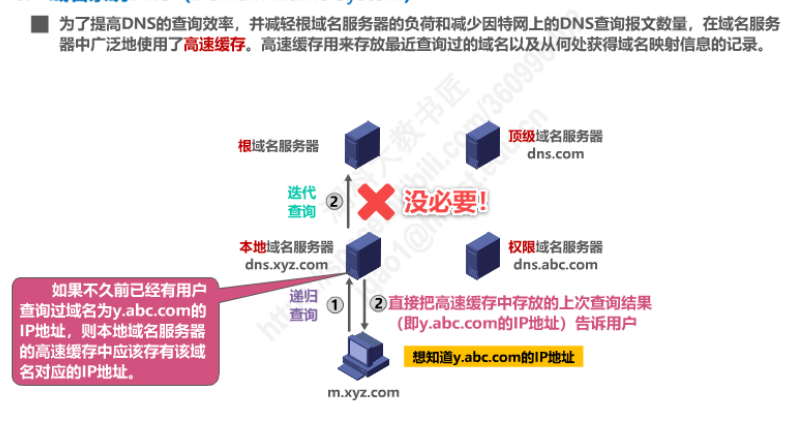 为了提高DNS的查询效率，并减轻根域名服务器的负荷和减少因特网上的DNS查询报文数量，在域名服务
器中广泛地使用了高速缓存。高速缓存用来存放最近查询过的域名以及从何处获得域名映射信息的记录。
根域名服务器
顶级域名服务器
dns.com
迭代
查询
②
没必要！
本地域名服务器
dns.xyz.com
权限域名服务器
dns.abc.com
如果不久前已经有用户
查询过域名为y.abc.com的
IP地址，则本地域名服务器
的高速缓存中应该存有该域
名对应的IP地址。
递归
查询
①
②直接把高速缓存中存放的上次查询结果
（即y.abc.com的IP地址）告诉用户
想知道y.abc.com的IP地址
m.xyz.com